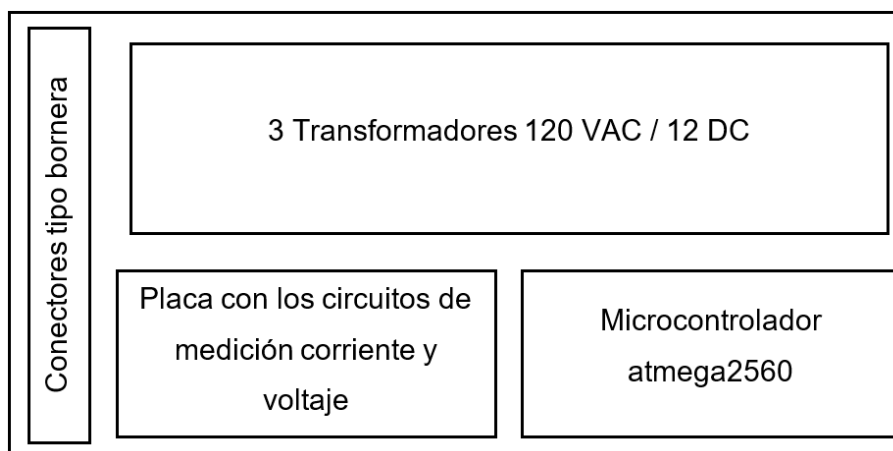 Conectores tipo bornera
3 Transformadores 120 VAC / 12 DC
Placa con los circuitos de
medición corriente y
voltaje
Microcontrolador
atmega2560